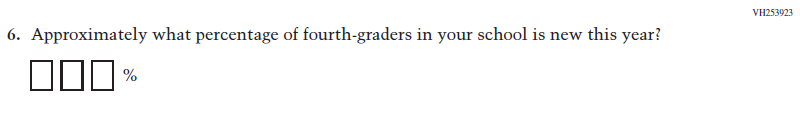 VH253923
6. Approximately what percentage of fourth-graders in your school is new this year?
%